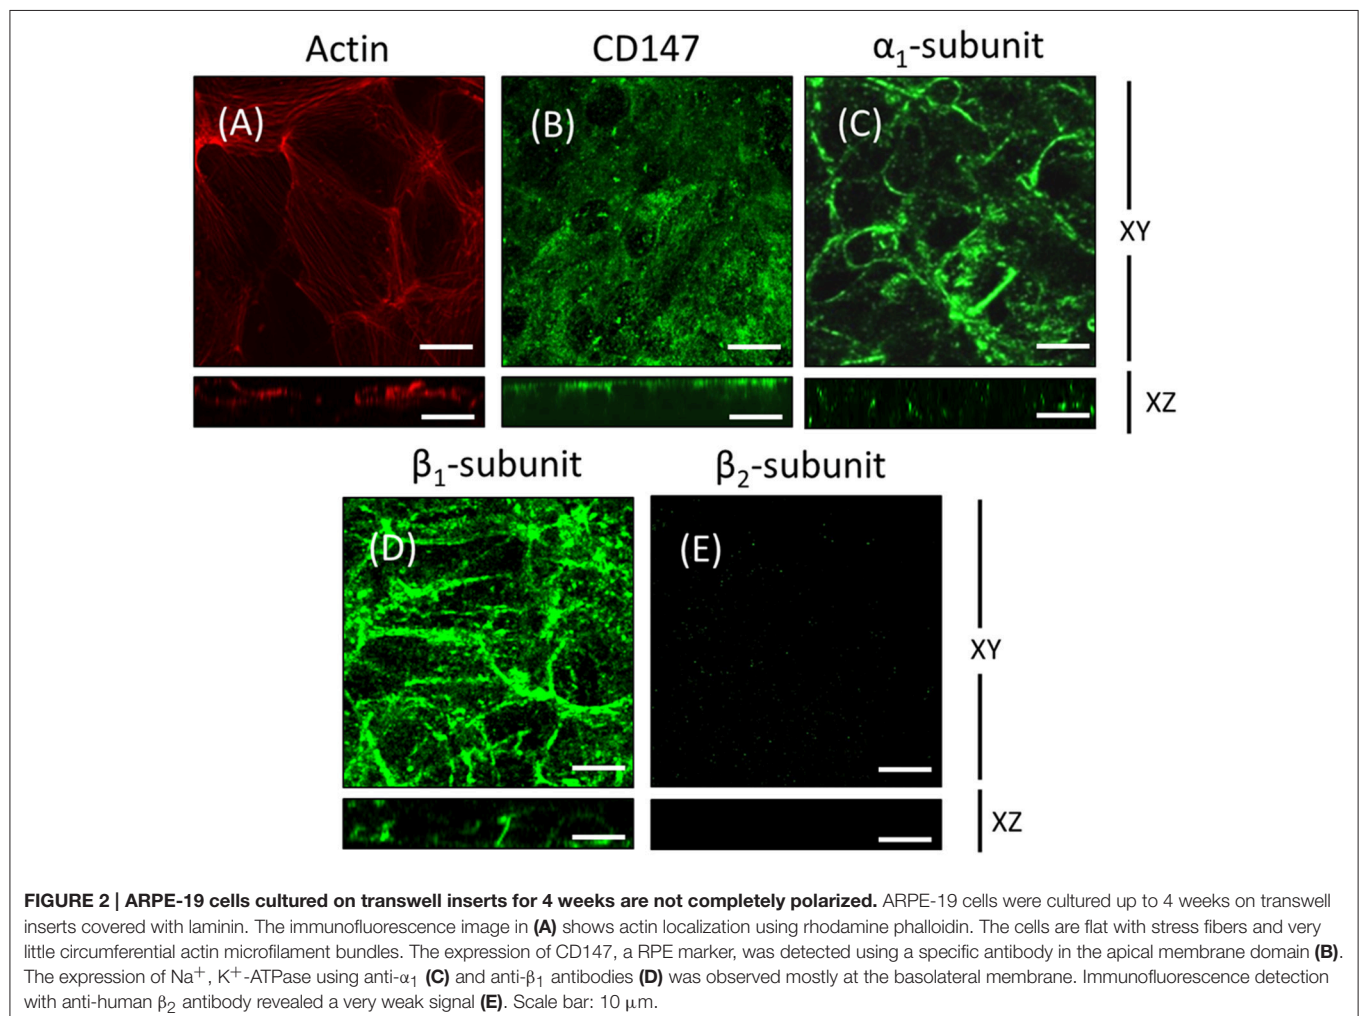 Actin CD147 α₁-subunit
(A) (B) (C)
XY
XZ
β₁-subunit β₂-subunit
(D) (E)
XY
XZ
FIGURE 2 | ARPE-19 cells cultured on transwell inserts for 4 weeks are not completely polarized. ARPE-19 cells were cultured up to 4 weeks on transwell
inserts covered with laminin. The immunofluorescence image in (A) shows actin localization using rhodamine phalloidin. The cells are flat with stress fibers and very
little circumferential actin microfilament bundles. The expression of CD147, a RPE marker, was detected using a specific antibody in the apical membrane domain (B).
The expression of Na⁺, K⁺-ATPase using anti-α₁ (C) and anti-β₁ antibodies (D) was observed mostly at the basolateral membrane. Immunofluorescence detection
with anti-human β₂ antibody revealed a very weak signal (E). Scale bar: 10 μm.